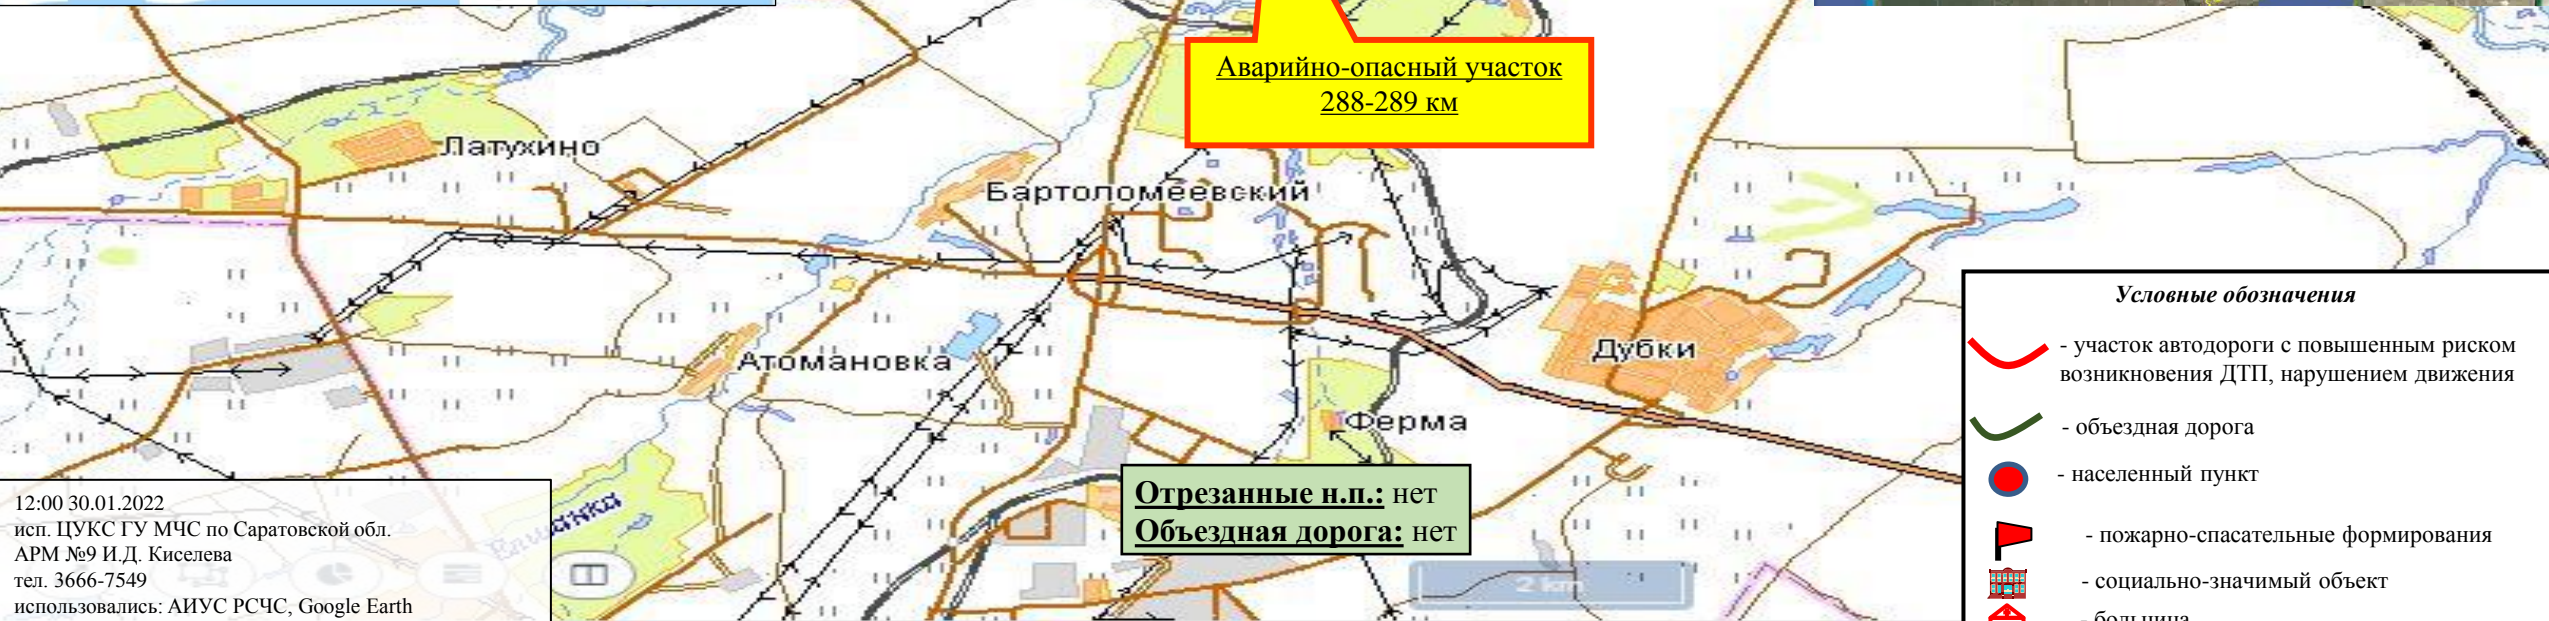 Аварийно-опасный участок
288-289 км
Латухино
Бартоломеевский
Атомановка
Дубки
Ферма
Елшанка
Отрезанные н.п.: нет
Объездная дорога: нет
2 km
12:00 30.01.2022
исп. ЦУКС ГУ МЧС по Саратовской обл.
АРМ №9 И.Д. Киселева
тел. 3666-7549
использовались: АИУС РСЧС, Google Earth
Условные обозначения
- участок автодороги с повышенным риском
возникновения ДТП, нарушением движения
- объездная дорога
- населенный пункт
- пожарно-спасательные формирования
- социально-значимый объект
- больница